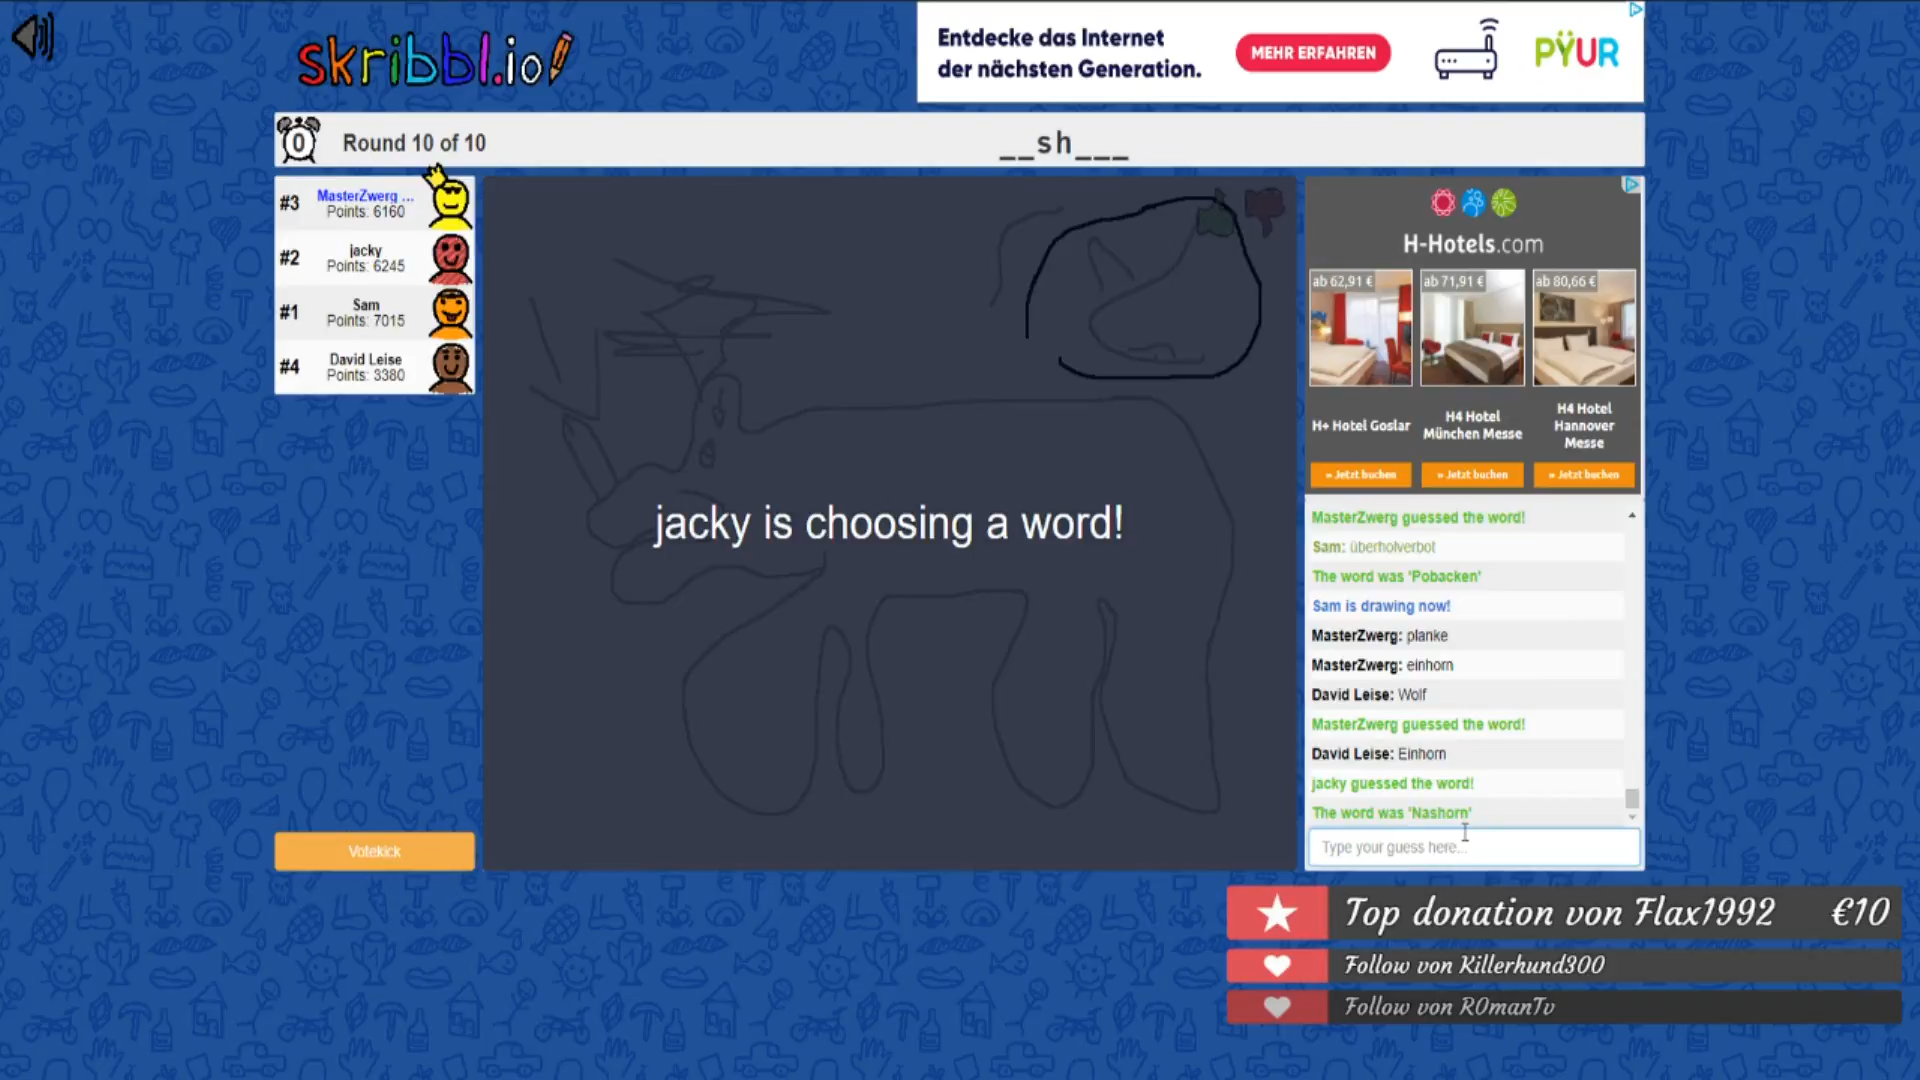 skribbl.io
Entdecke das Internet
der nächsten Generation.
MEHR ERFAHREN
PŸUR
0
Round 10 of 10
__sh___
#3
MasterZwerg ...
Points: 6160
#2
jacky
Points: 6245
#1
Sam
Points: 7015
#4
David Leise
Points: 3380
Votekick
jacky is choosing a word!
H-Hotels.com
ab 62,91 €
ab 71,91 €
ab 80,66 €
H+ Hotel Goslar
H4 Hotel
München Messe
H4 Hotel
Hannover
Messe
» Jetzt buchen
» Jetzt buchen
» Jetzt buchen
MasterZwerg guessed the word!
Sam: überholverbot
The word was 'Pobacken'
Sam is drawing now!
MasterZwerg: planke
MasterZwerg: einhorn
David Leise: Wolf
MasterZwerg guessed the word!
David Leise: Einhorn
jacky guessed the word!
The word was 'Nashorn'
Type your guess here...
Top donation von Flax1992 €10
Follow von Killerhund300
Follow von R0manTv